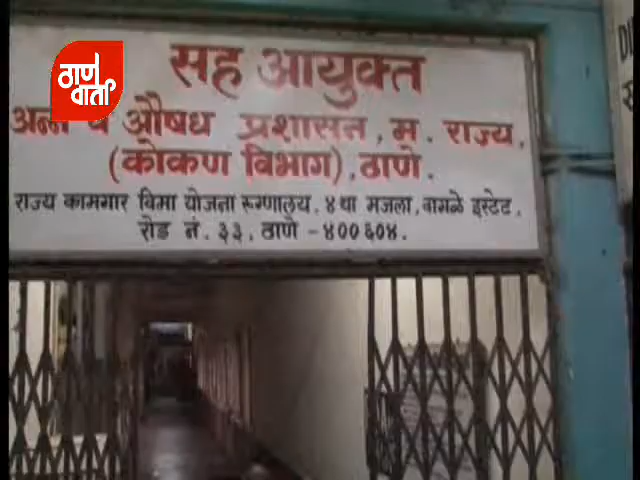 ठाणे
वार्ता
सह आयुक्त
अन्न व औषध प्रशासन, म. राज्य,
(कोकण विभाग), ठाणे.
राज्य कामगार विमा योजना रुग्णालय, ४ था मजला, वागळे इस्टेट,
रोड नं. ३३, ठाणे - ४००६०४.